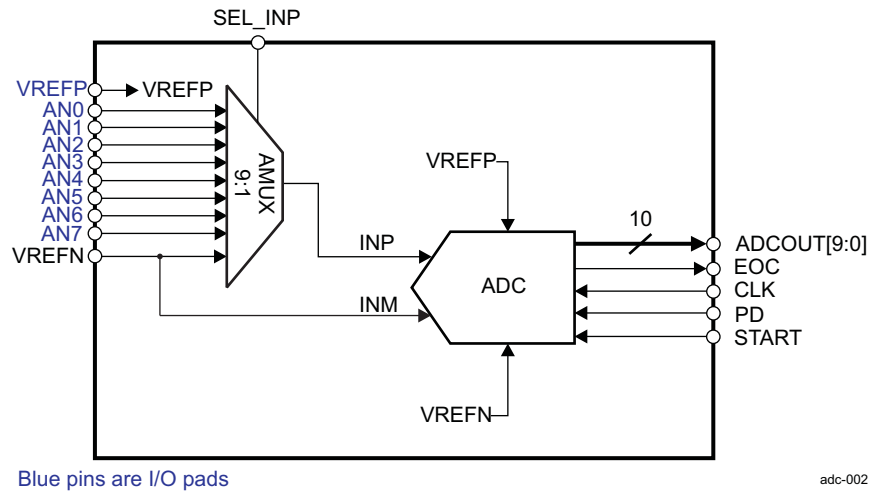 SEL_INP
VREFP
VREFP
AN0
AN1
AN2
AN3
AN4
AN5
AN6
AN7
VREFN
AMUX
9:1
VREFP
INP
INM
ADC
VREFN
10
ADCOUT[9:0]
EOC
CLK
PD
START
Blue pins are I/O pads
adc-002